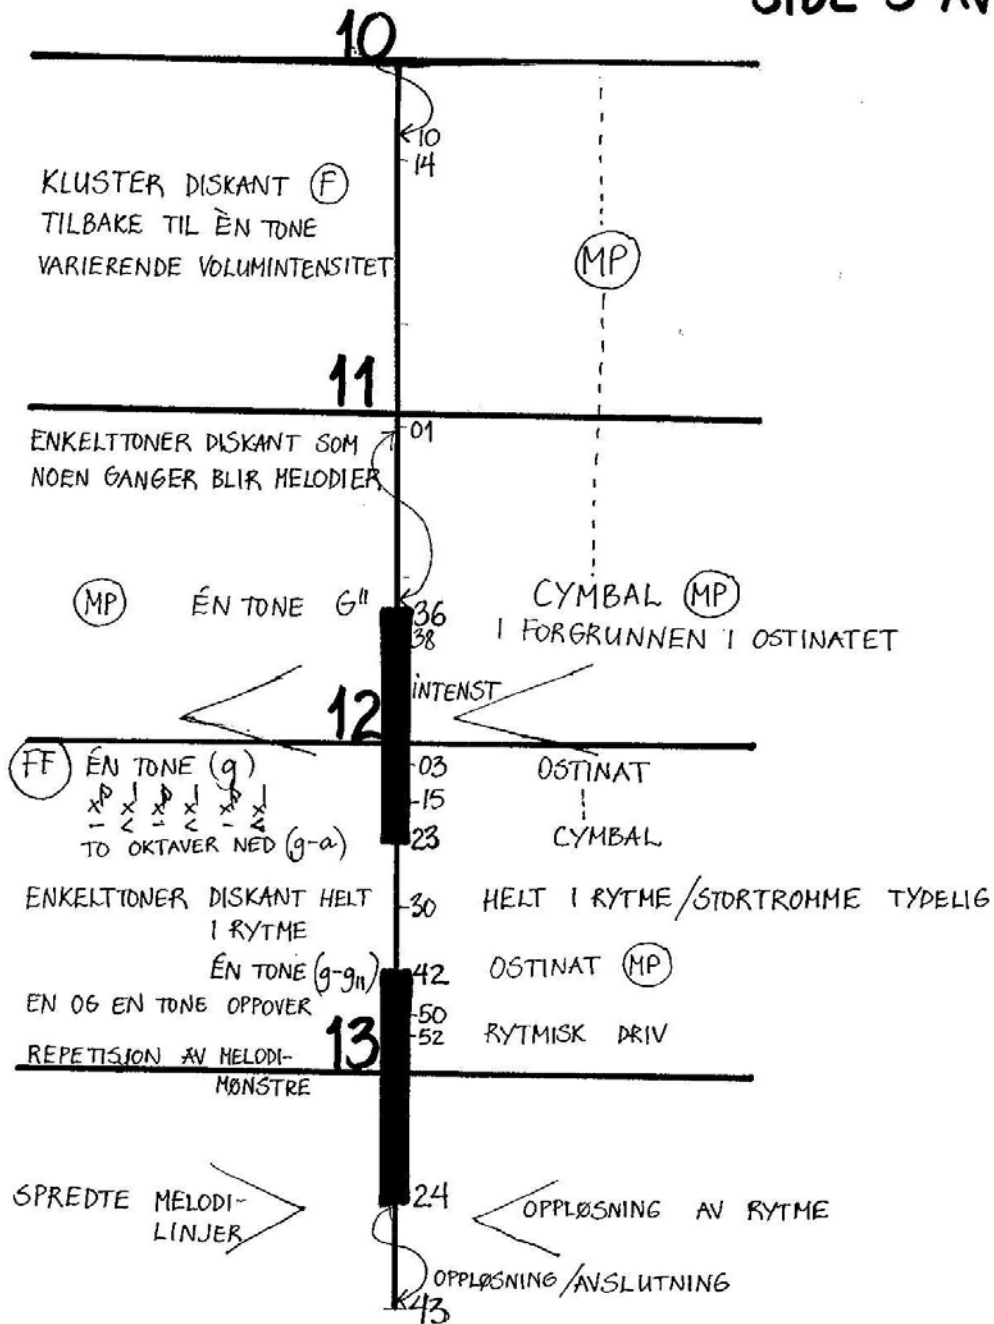 SIDE 3 AV
10
10
14
KLUSTER DISKANT (F)
TILBAKE TIL ÈN TONE
VARIERENDE VOLUMINTENSITET
MP
11
01
ENKELTTONER DISKANT SOM
NOEN GANGER BLIR MELODIER
MP ÉN TONE G"
36
38
CYMBAL MP
I FORGRUNNEN I OSTINATET
INTENST
12
FF ÉN TONE (g)
03
OSTINAT
15
TO OKTAVER NED (g-a)
23
CYMBAL
ENKELTTONER DISKANT HELT
I RYTME
30
HELT I RYTME/STORTROMME TYDELIG
ÉN TONE (g-g11)
42
OSTINAT MP
EN OG EN TONE OPPOVER
50
52
RYTMISK DRIV
13
REPETISJON AV MELODI-
MØNSTRE
SPREDTE MELODI-
LINJER
24
OPPLØSNING AV RYTME
OPPLØSNING/AVSLUTNING
43